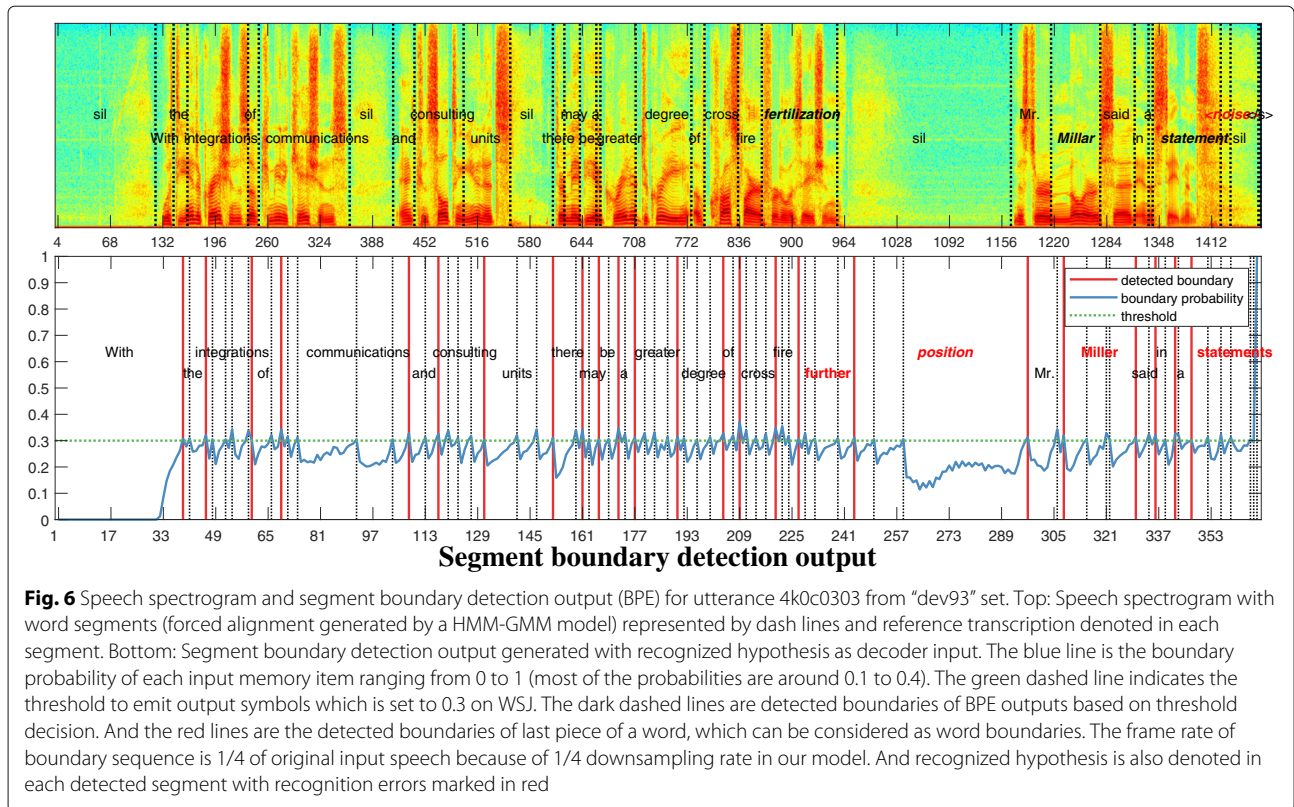 sil the of sil consulting sil may a degree cross fertilization Mr. said a <noise></s>
With integrations communications and units there be greater of fire sil Millar in statement sil
4 68 132 196 260 324 388 452 516 580 644 708 772 836 900 964 1028 1092 1156 1220 1284 1348 1412
1
0.9
0.8
0.7
0.6
0.5
0.4
0.3
0.2
0.1
0
detected boundary
boundary probability
threshold
With integrations communications consulting there be greater of fire position Miller in statements
the of and units may a degree cross further Mr. said a
1 17 33 49 65 81 97 113 129 145 161 177 193 209 225 241 257 273 289 305 321 337 353
Segment boundary detection output
Fig. 6 Speech spectrogram and segment boundary detection output (BPE) for utterance 4k0c0303 from “dev93” set. Top: Speech spectrogram with
word segments (forced alignment generated by a HMM-GMM model) represented by dash lines and reference transcription denoted in each
segment. Bottom: Segment boundary detection output generated with recognized hypothesis as decoder input. The blue line is the boundary
probability of each input memory item ranging from 0 to 1 (most of the probabilities are around 0.1 to 0.4). The green dashed line indicates the
threshold to emit output symbols which is set to 0.3 on WSJ. The dark dashed lines are detected boundaries of BPE outputs based on threshold
decision. And the red lines are the detected boundaries of last piece of a word, which can be considered as word boundaries. The frame rate of
boundary sequence is 1/4 of original input speech because of 1/4 downsampling rate in our model. And recognized hypothesis is also denoted in
each detected segment with recognition errors marked in red